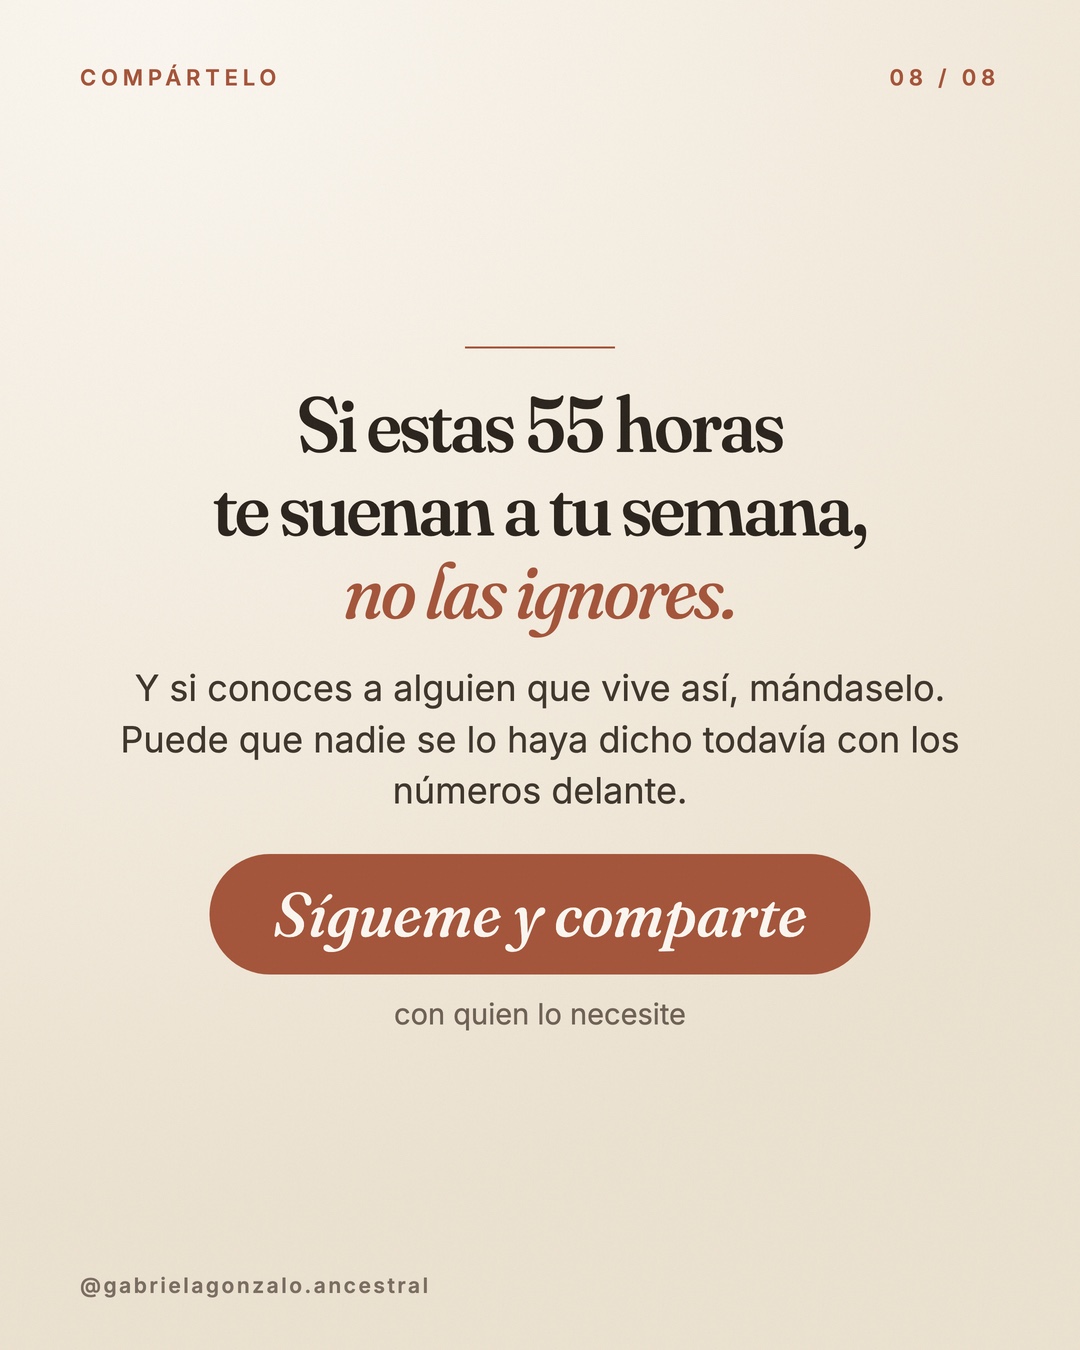 COMPÁRTELO
08 / 08
Si estas 55 horas
te suenan a tu semana,
no las ignores.
Y si conoces a alguien que vive así, mándaselo.
Puede que nadie se lo haya dicho todavía con los
números delante.
Sígueme y comparte
con quien lo necesite
@gabrielagonzalo.ancestral